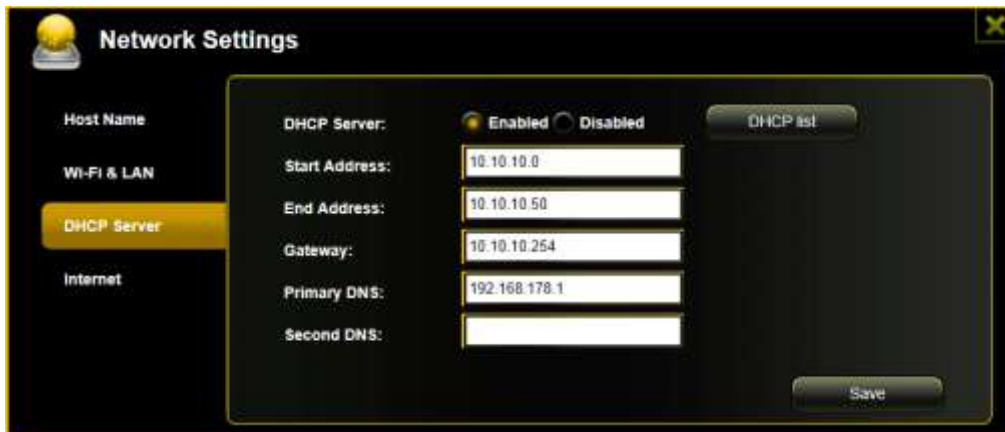 Network Settings
Host Name
Wi-Fi & LAN
DHCP Server
Internet
DHCP Server: Enabled Disabled DHCP list
Start Address: 10.10.10.0
End Address: 10.10.10.50
Gateway: 10.10.10.254
Primary DNS: 192.168.178.1
Second DNS:
Save